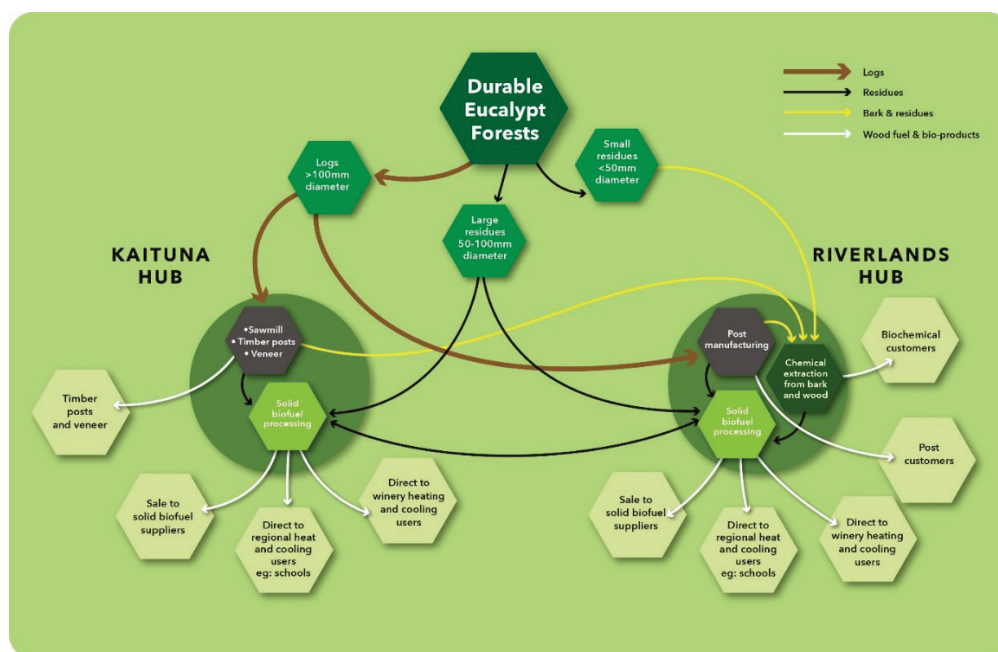 Durable
Eucalypt
Forests
Logs
Residues
Bark & residues
Wood fuel & bio-products
Logs
>100mm
diameter
Small
residues
<50mm
diameter
Large
residues
50-100mm
diameter
KAITUNA
HUB
RIVERLANDS
HUB
•Sawmill
• Timber posts
• Veneer
Post
manufacturing
Chemical
extraction
from bark
and wood
Biochemical
customers
Timber
posts
and veneer
Solid
biofuel
processing
Solid
biofuel
processing
Post
customers
Sale to
solid biofuel
suppliers
Direct to
regional heat
and cooling
users
eg: schools
Direct to
winery heating
and cooling
users
Sale to
solid biofuel
suppliers
Direct to
regional heat
and cooling
users
eg: schools
Direct to
winery heating
and cooling
users